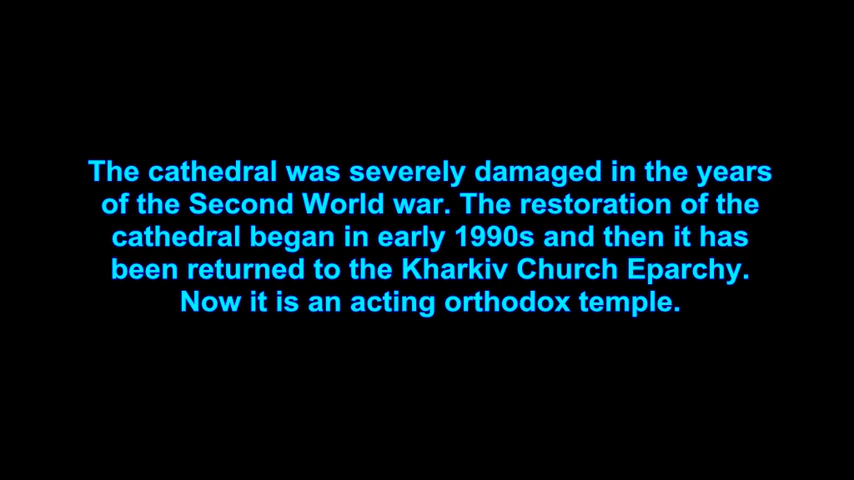 The cathedral was severely damaged in the years
of the Second World war. The restoration of the
cathedral began in early 1990s and then it has
been returned to the Kharkiv Church Eparchy.
Now it is an acting orthodox temple.